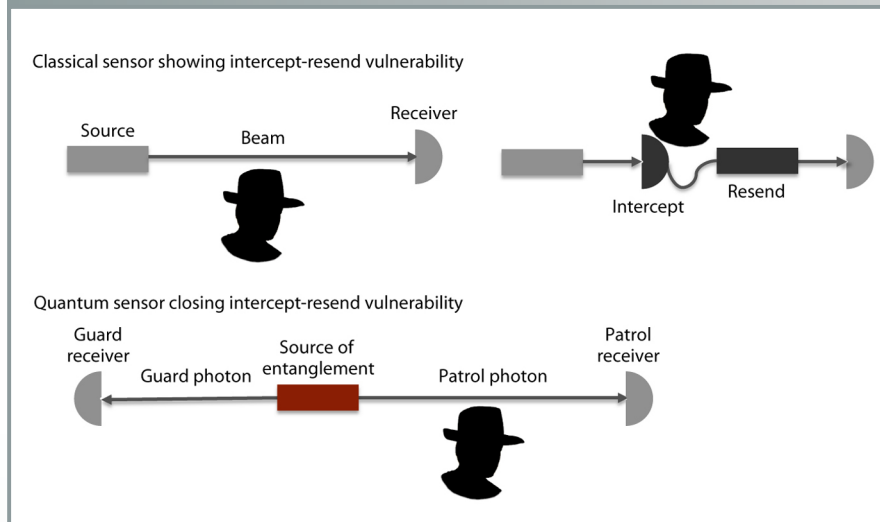 Classical sensor showing intercept-resend vulnerability
Receiver
Source
Beam
Intercept
Resend
Quantum sensor closing intercept-resend vulnerability
Guard
receiver
Source of
entanglement
Patrol
receiver
Guard photon
Patrol photon